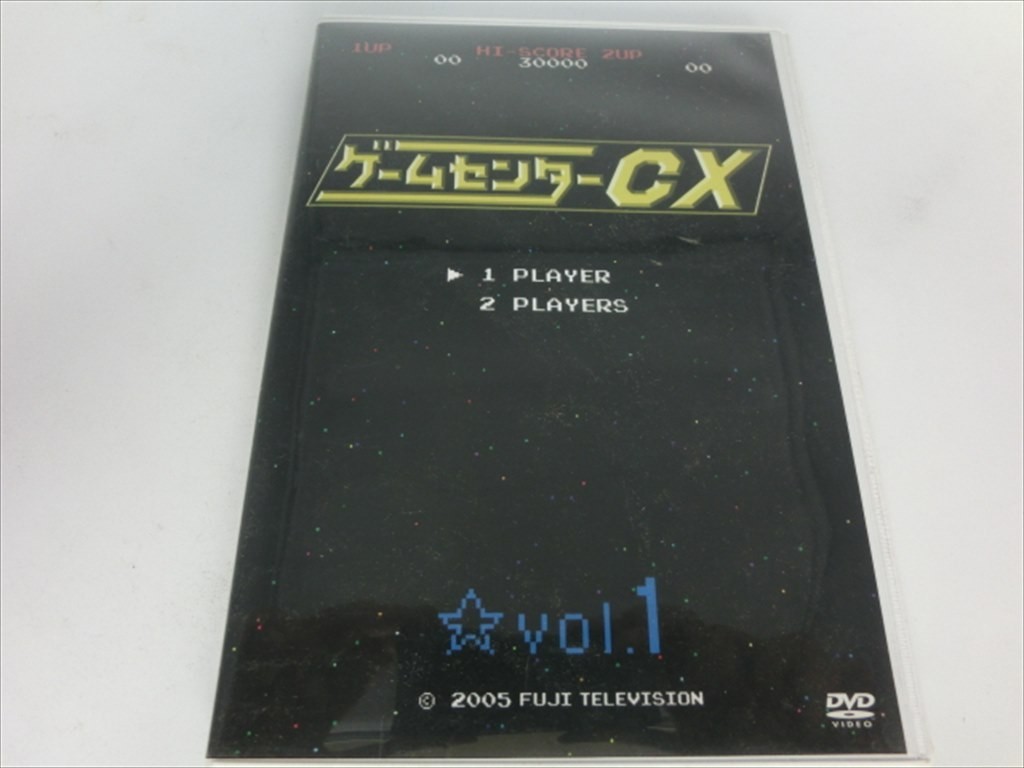 1UP HI-SCORE 2UP
00 30000 00
ゲームセンターCX
▶ 1 PLAYER
2 PLAYERS
☆vol.1
© 2005 FUJI TELEVISION
DVD
VIDEO